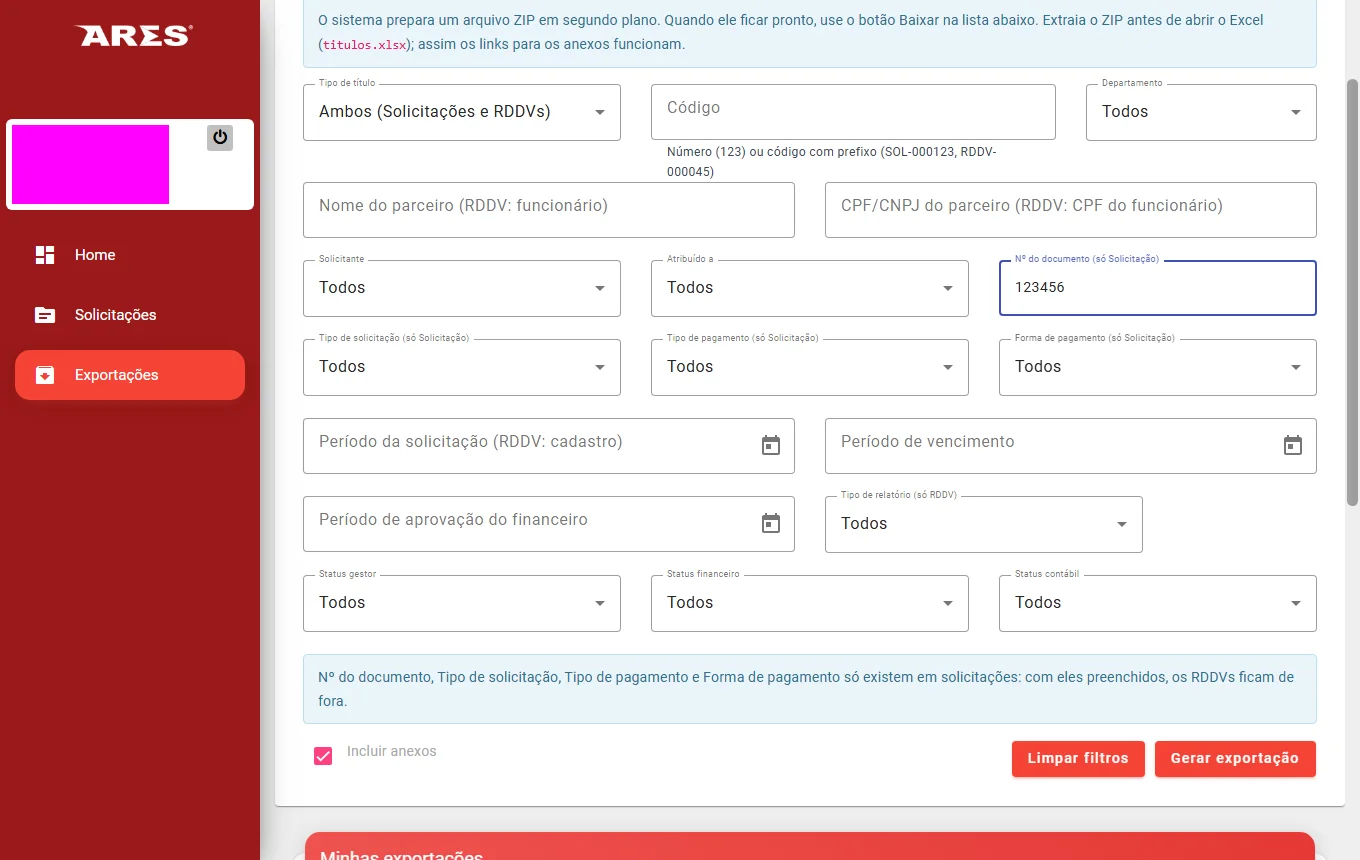 ARES
O sistema prepara um arquivo ZIP em segundo plano. Quando ele ficar pronto, use o botão Baixar na lista abaixo. Extraia o ZIP antes de abrir o Excel
(titulos.xlsx); assim os links para os anexos funcionam.
Tipo de título
Ambos (Solicitações e RDDVs)
Código
Número (123) ou código com prefixo (SOL-000123, RDDV-
000045)
Departamento
Todos
Nome do parceiro (RDDV: funcionário)
CPF/CNPJ do parceiro (RDDV: CPF do funcionário)
Home
Solicitações
Exportações
Solicitante
Todos
Atribuído a
Todos
Nº do documento (só Solicitação)
123456
Tipo de solicitação (só Solicitação)
Todos
Tipo de pagamento (só Solicitação)
Todos
Forma de pagamento (só Solicitação)
Todos
Período da solicitação (RDDV: cadastro)
Período de vencimento
Período de aprovação do financeiro
Tipo de relatório (só RDDV)
Todos
Status gestor
Todos
Status financeiro
Todos
Status contábil
Todos
Nº do documento, Tipo de solicitação, Tipo de pagamento e Forma de pagamento só existem em solicitações: com eles preenchidos, os RDDVs ficam de
fora.
Incluir anexos
Limpar filtros
Gerar exportação
Minhas exportações